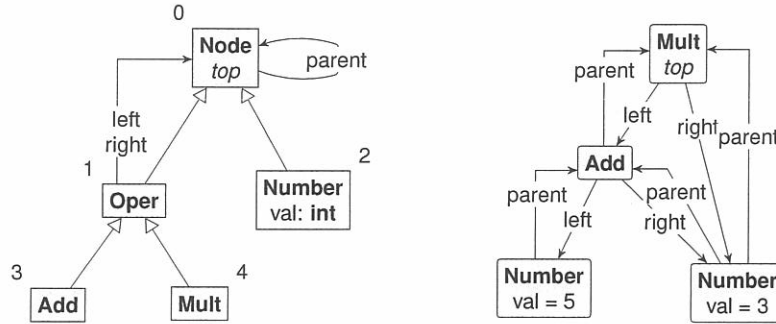 0
Node
top
parent
left
right
1
Oper
2
Number
val: int
3
Add
4
Mult
Mult
top
parent
left
right
parent
Add
parent
left
right
parent
Number
val = 5
Number
val = 3